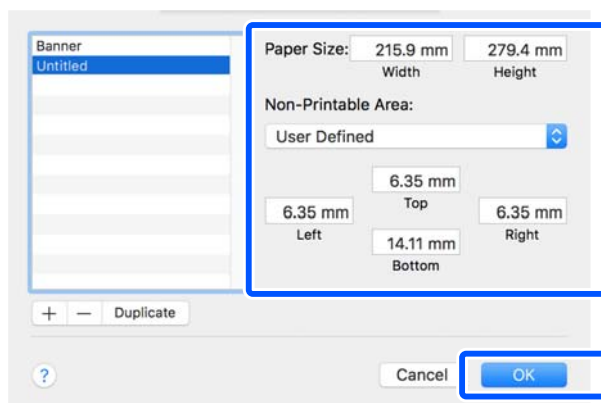 Banner
Untitled
Paper Size: 215.9 mm 279.4 mm
Width Height
Non-Printable Area:
User Defined
6.35 mm
Top
6.35 mm 6.35 mm
Left Right
14.11 mm
Bottom
+ − Duplicate
? Cancel OK